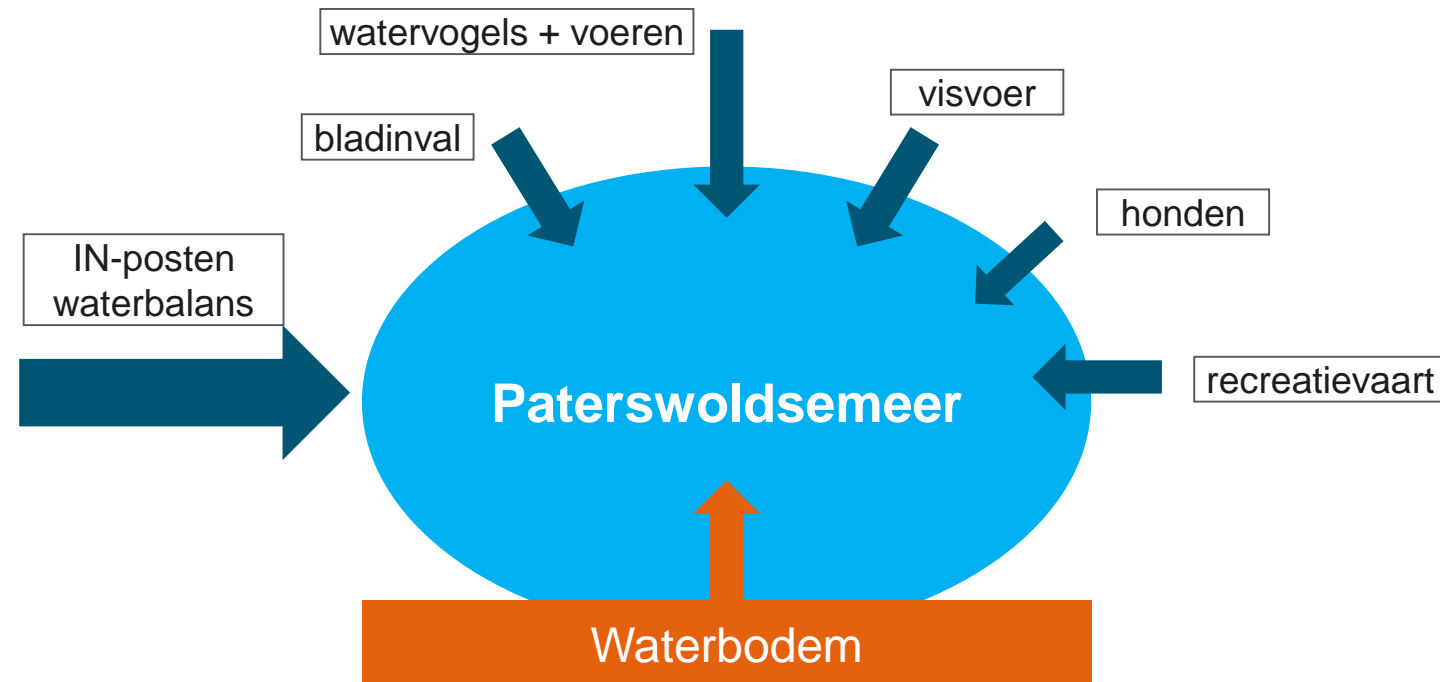 watervogels + voeren
visvoer
bladinval
honden
IN-posten
waterbalans
recreatievaart
Paterswoldsemeer
Waterbodem